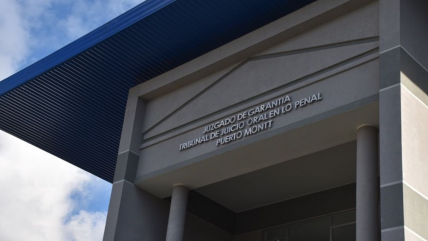 JUZGADO DE GARANTIA
TRIBUNAL DE JUICIO ORAL EN LO PENAL
PUERTO MONTT